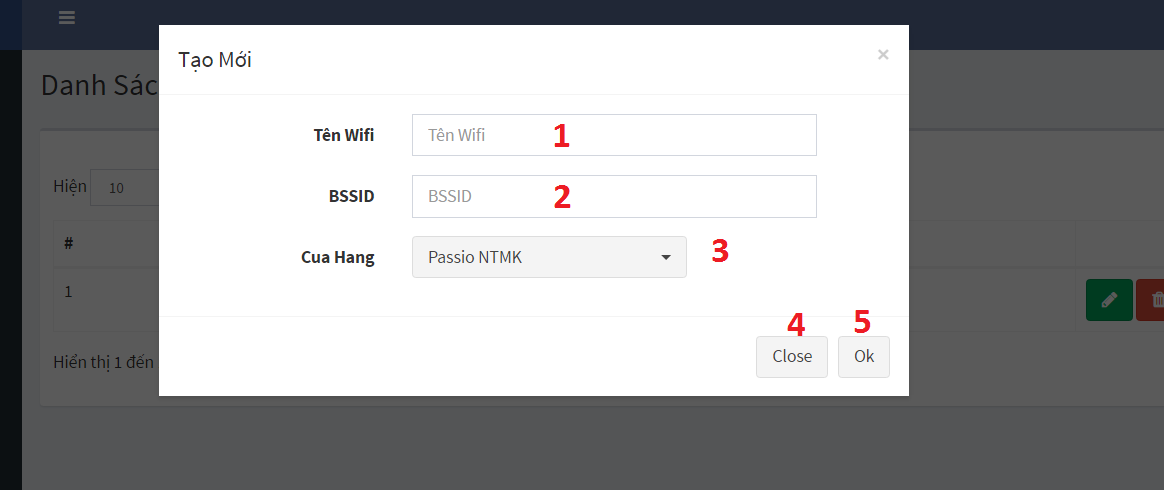 Tạo Mới ×
Danh Sác
Tên Wifi Tên Wifi 1
BSSID BSSID 2
Hiện 10
Cua Hang Passio NTMK 3
#
1
4 5
Close Ok
Hiển thị 1 đến